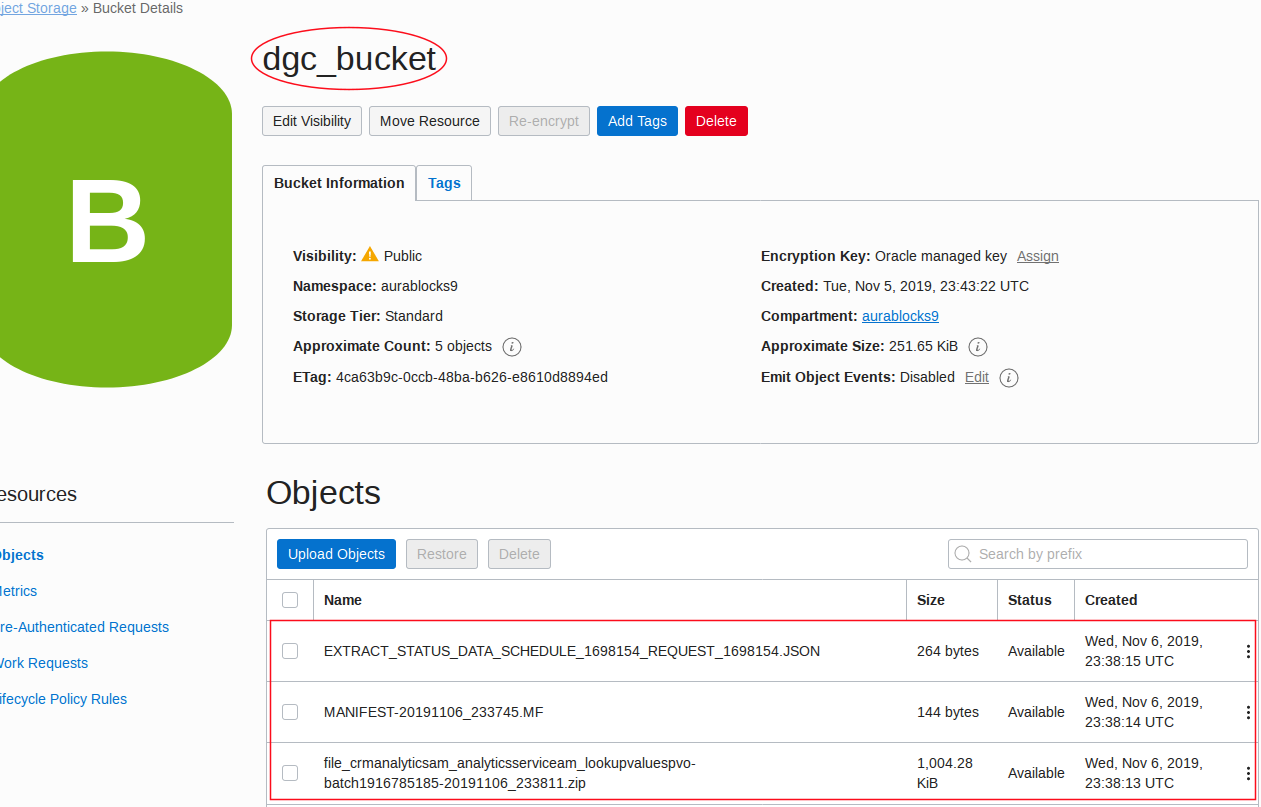 ject Storage » Bucket Details
dgc_bucket
Edit Visibility Move Resource Re-encrypt Add Tags Delete
B
Bucket Information Tags
Visibility: Public
Namespace: aurablocks9
Storage Tier: Standard
Approximate Count: 5 objects i
ETag: 4ca63b9c-0ccb-48ba-b626-e8610d8894ed
Encryption Key: Oracle managed key Assign
Created: Tue, Nov 5, 2019, 23:43:22 UTC
Compartment: aurablocks9
Approximate Size: 251.65 KiB i
Emit Object Events: Disabled Edit i
esources
bjects
etrics
re-Authenticated Requests
ork Requests
ifecycle Policy Rules
Objects
Upload Objects Restore Delete Search by prefix
Name Size Status Created
EXTRACT_STATUS_DATA_SCHEDULE_1698154_REQUEST_1698154.JSON 264 bytes Available Wed, Nov 6, 2019,
23:38:15 UTC
MANIFEST-20191106_233745.MF 144 bytes Available Wed, Nov 6, 2019,
23:38:14 UTC
file_crmanalyticsam_analyticsserviceam_lookupvaluespvo- 1,004.28 Available Wed, Nov 6, 2019,
batch1916785185-20191106_233811.zip KiB 23:38:13 UTC